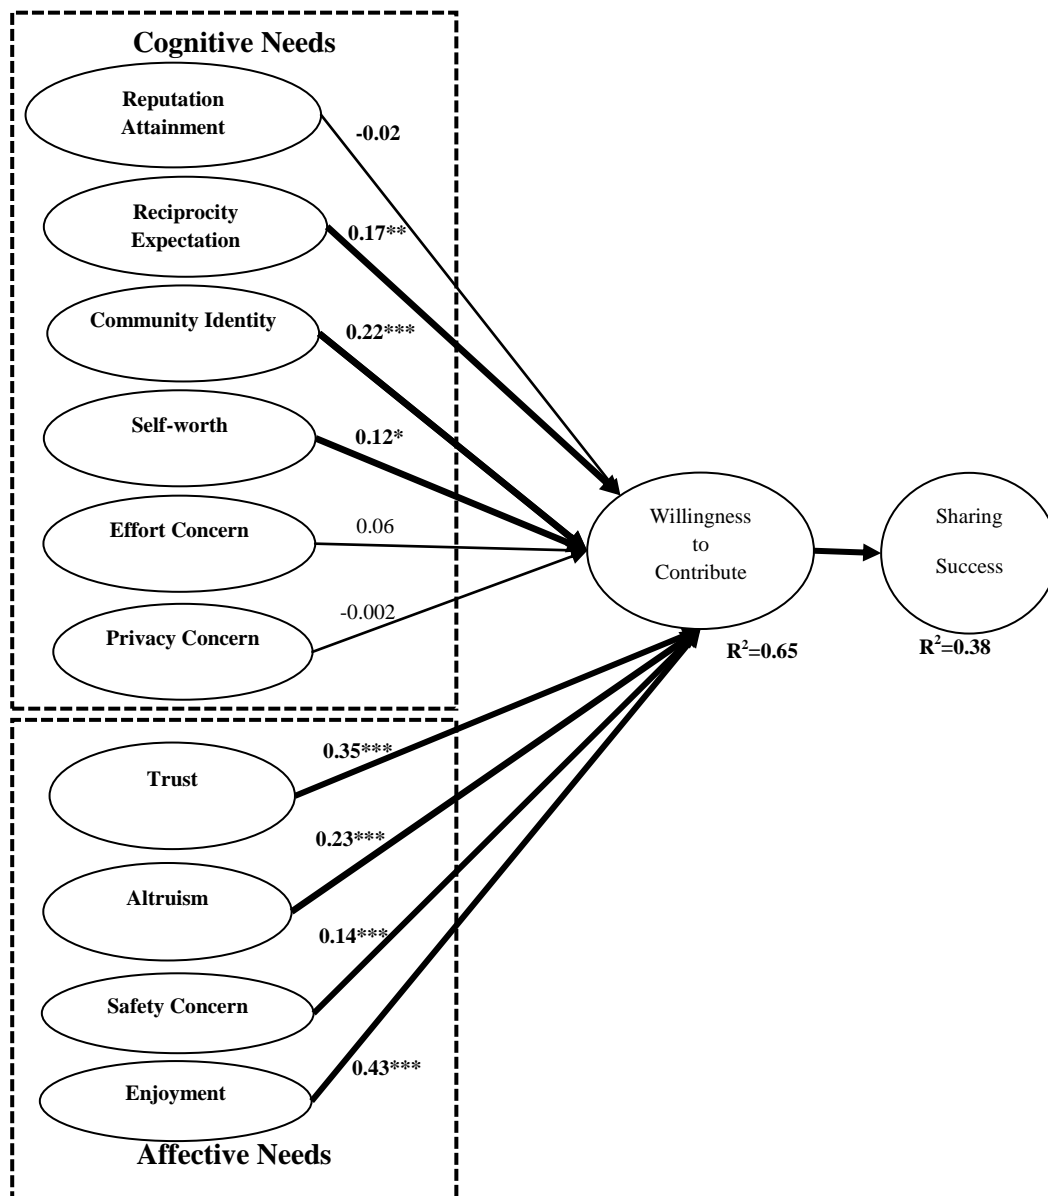 Cognitive Needs
Reputation
Attainment
-0.02
Reciprocity
Expectation
0.17**
Community Identity
0.22***
Self-worth
0.12*
Effort Concern
0.06
Privacy Concern
-0.002
Willingness
to
Contribute
R²=0.65
Sharing
Success
R²=0.38
Trust
0.35***
Altruism
0.23***
Safety Concern
0.14***
Enjoyment
0.43***
Affective Needs